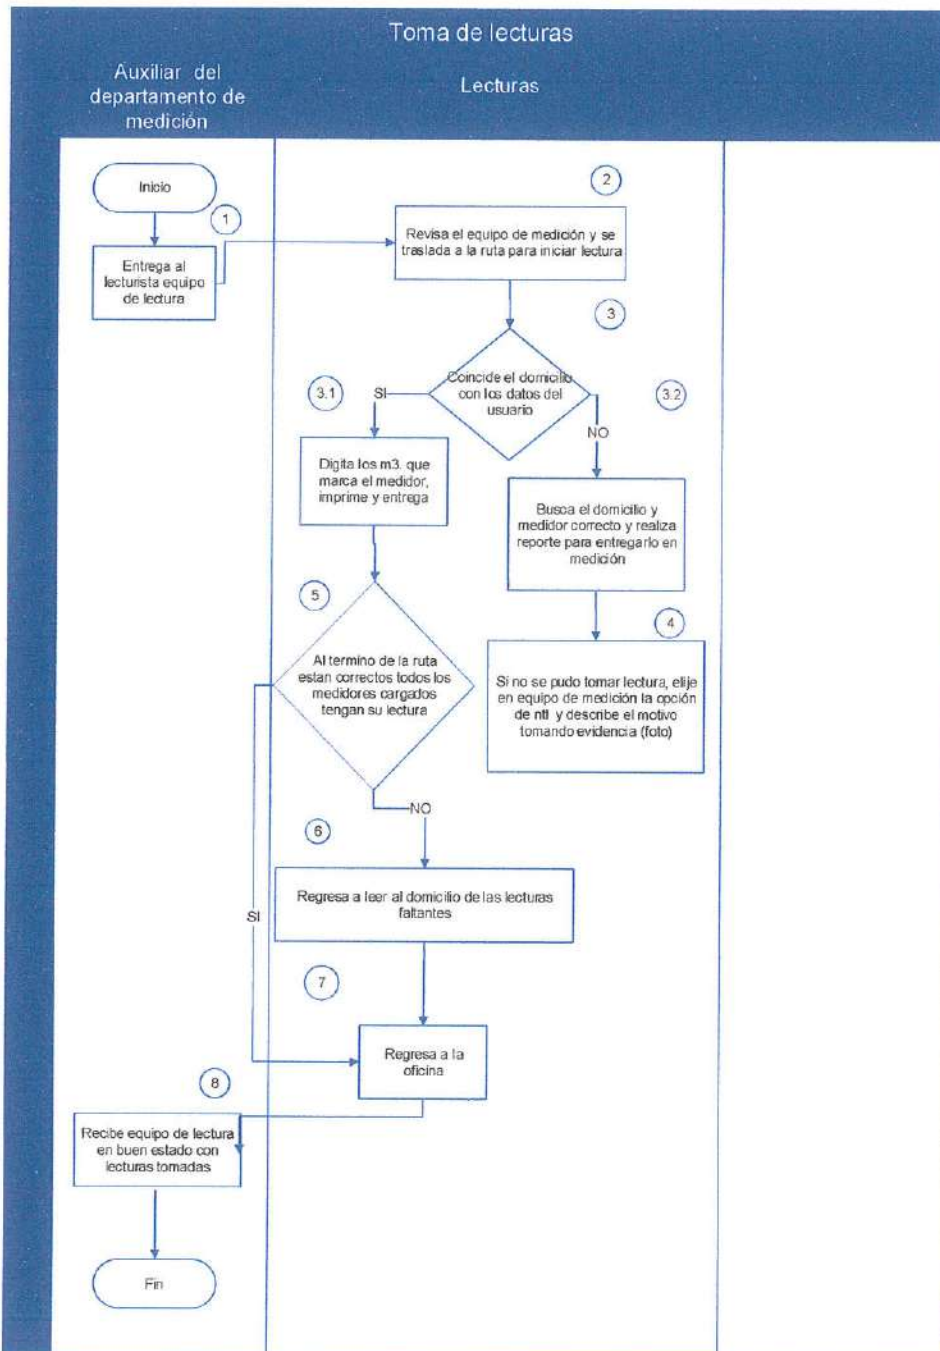 Toma de lecturas
Auxiliar del
departamento de
medición
Lecturas
Inicio
1
Entrega al
lecturista equipo
de lectura
2
Revisa el equipo de medición y se
traslada a la ruta para iniciar lectura
3
Coincide el domicilio
con los datos del
usuario
3.1
SI
3.2
NO
Digita los m3. que
marca el medidor,
imprime y entrega
Busca el domicilio y
medidor correcto y realiza
reporte para entregarlo en
medición
5
4
Al termino de la ruta
estan correctos todos los
medidores cargados
tengan su lectura
Si no se pudo tomar lectura, elije
en equipo de medición la opción
de ntl y describe el motivo
tomando evidencia (foto)
NO
6
Regresa a leer al domicilio de las lecturas
faltantes
SI
7
Regresa a la
oficina
8
Recibe equipo de lectura
en buen estado con
lecturas tomadas
Fin